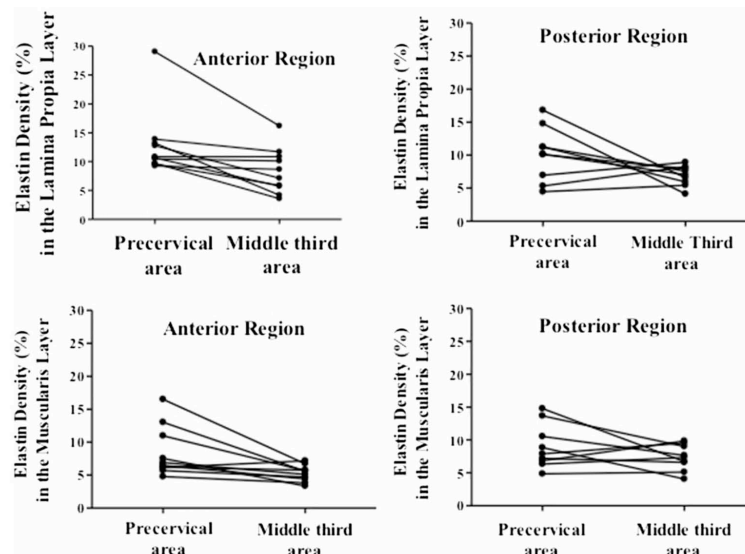 Elastin Density (%)
in the Lamina Propia Layer
30
25
20
15
10
5
0
Anterior Region
Precervical
area
Middle third
area
Elastin Density (%)
in the Lamina Propia Layer
30
25
20
15
10
5
0
Posterior Region
Precervical
area
Middle Third
area
Elastin Density (%)
in the Muscularis Layer
30
25
20
15
10
5
0
Anterior Region
Precervical
area
Middle third
area
Elastin Density (%)
in the Muscularis Layer
30
25
20
15
10
5
0
Posterior Region
Precervical
area
Middle third
area